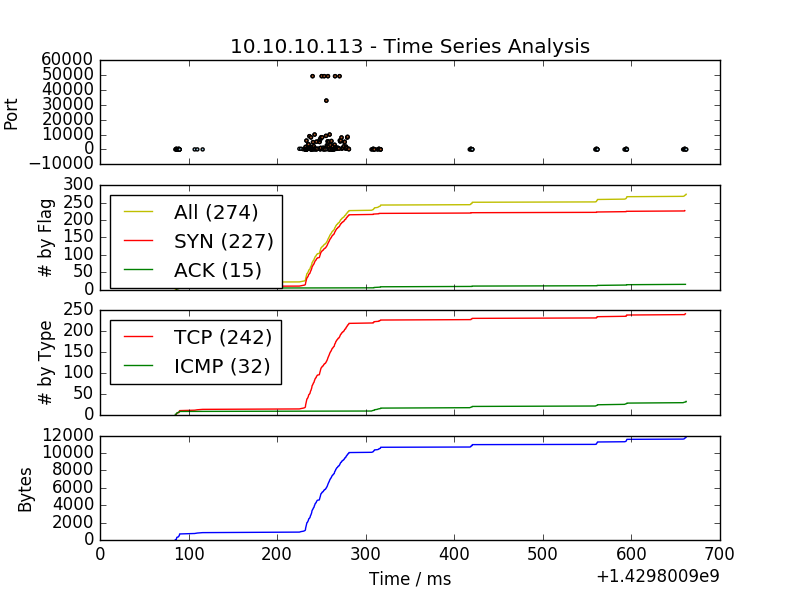 10.10.10.113 - Time Series Analysis
60000
50000
40000
30000
20000
10000
0
−10000
Port
300
250
200
150
100
50
0
# by Flag
All (274)
SYN (227)
ACK (15)
250
200
150
100
50
0
# by Type
TCP (242)
ICMP (32)
12000
10000
8000
6000
4000
2000
0
Bytes
0 100 200 300 400 500 600 700
Time / ms
+1.4298009e9